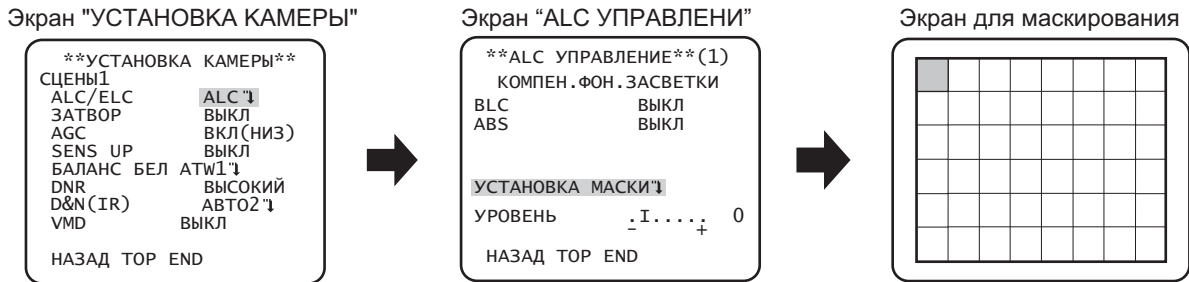 Экран "УСТАНОВКА КАМЕРЫ"
**УСТАНОВКА КАМЕРЫ**
СЦЕНЫ1
ALC/ELC ALC
ЗАТВОР ВЫКЛ
AGC ВКЛ(НИЗ)
SENS UP ВЫКЛ
БАЛАНС БЕЛ ATW1
DNR ВЫСОКИЙ
D&N(IR) АВТО2
VMD ВЫКЛ
НАЗАД TOP END
Экран “ALC УПРАВЛЕНИ”
**ALC УПРАВЛЕНИЕ**(1)
КОМПЕН.ФОН.ЗАСВЕТКИ
BLC ВЫКЛ
ABS ВЫКЛ
УСТАНОВКА МАСКИ
УРОВЕНЬ .I..... 0
- +
НАЗАД TOP END
Экран для маскирования